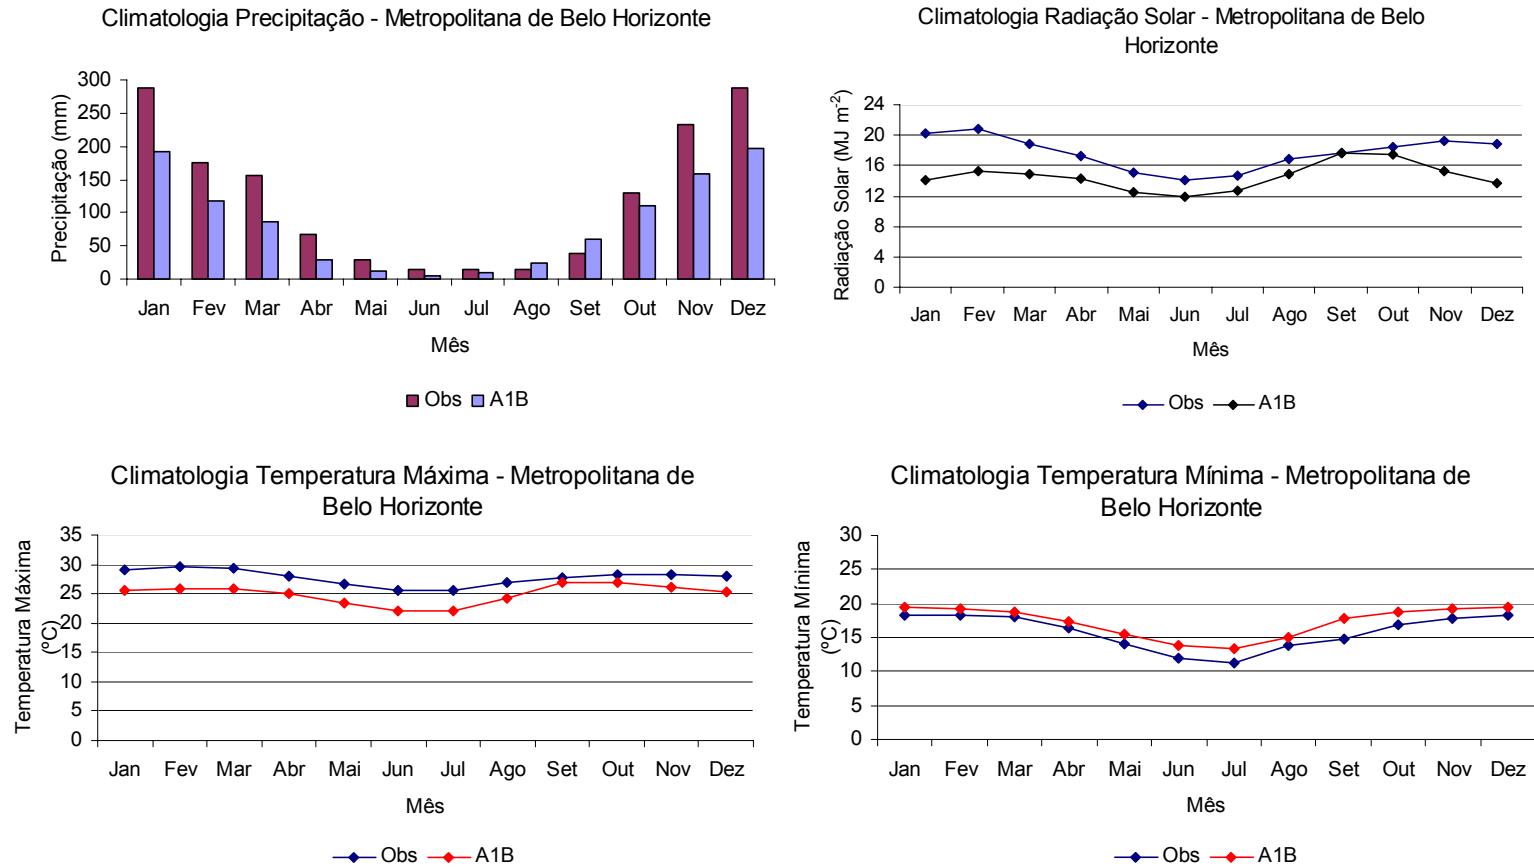 Climatologia Precipitação - Metropolitana de Belo Horizonte
Precipitação (mm)
300
250
200
150
100
50
0
Jan Fev Mar Abr Mai Jun Jul Ago Set Out Nov Dez
Mês
Obs A1B
Climatologia Radiação Solar - Metropolitana de Belo
Horizonte
Radiação Solar (MJ m⁻²)
24
20
16
12
8
4
0
Jan Fev Mar Abr Mai Jun Jul Ago Set Out Nov Dez
Mês
Obs A1B
Climatologia Temperatura Máxima - Metropolitana de
Belo Horizonte
Temperatura Máxima
(ºC)
35
30
25
20
15
10
5
0
Jan Fev Mar Abr Mai Jun Jul Ago Set Out Nov Dez
Mês
Obs A1B
Climatologia Temperatura Mínima - Metropolitana de
Belo Horizonte
Temperatura Mínima
(ºC)
30
25
20
15
10
5
0
Jan Fev Mar Abr Mai Jun Jul Ago Set Out Nov Dez
Mês
Obs A1B